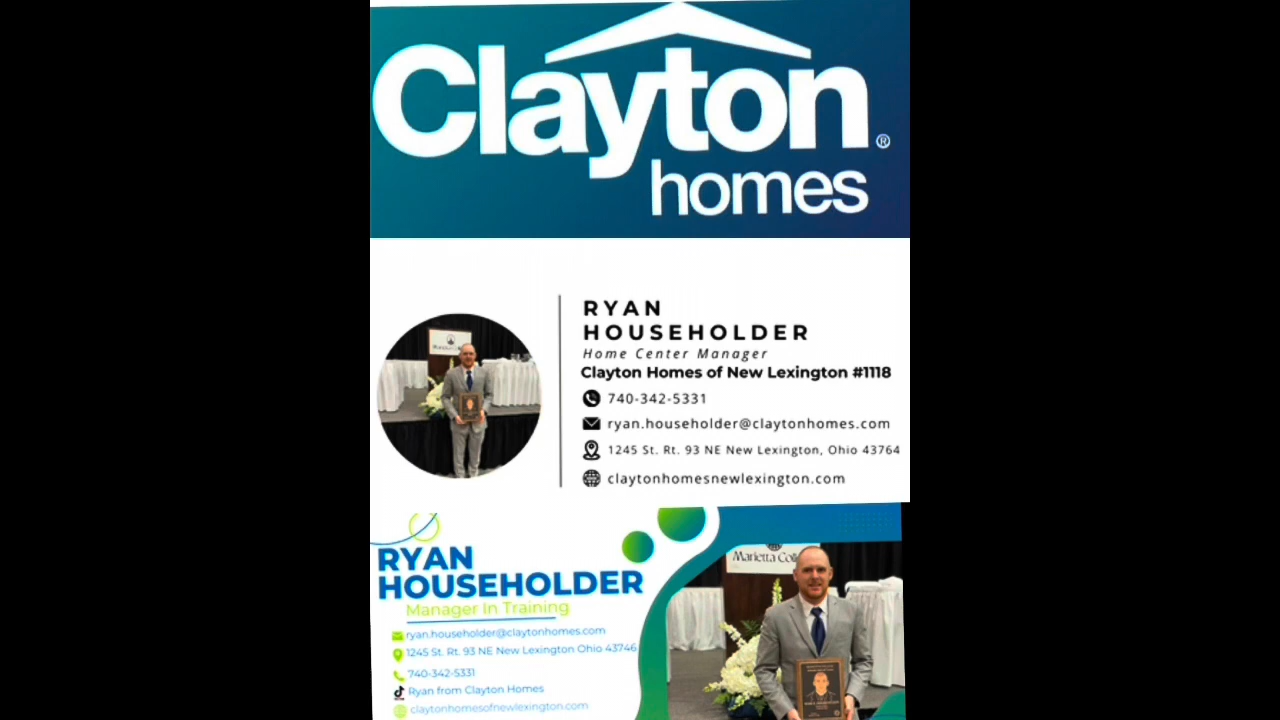 Clayton
homes
®
RYAN
HOUSEHOLDER
Home Center Manager
Clayton Homes of New Lexington #1118
740-342-5331
ryan.householder@claytonhomes.com
1245 St. Rt. 93 NE New Lexington, Ohio 43764
claytonhomesnewlexington.com
RYAN
HOUSEHOLDER
Manager In Training
ryan.householder@claytonhomes.com
1245 St. Rt. 93 NE New Lexington Ohio 43746
740-342-5331
Ryan from Clayton Homes
claytonhomesofnewlexington.com
Marietta